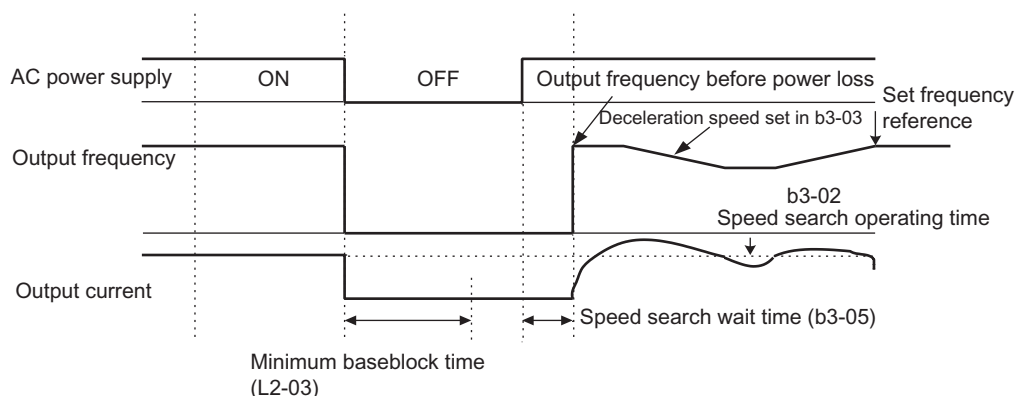 AC power supply
ON
OFF
Output frequency before power loss
Set frequency
reference
Deceleration speed set in b3-03
Output frequency
b3-02
Speed search operating time
Output current
Speed search wait time (b3-05)
Minimum baseblock time
(L2-03)